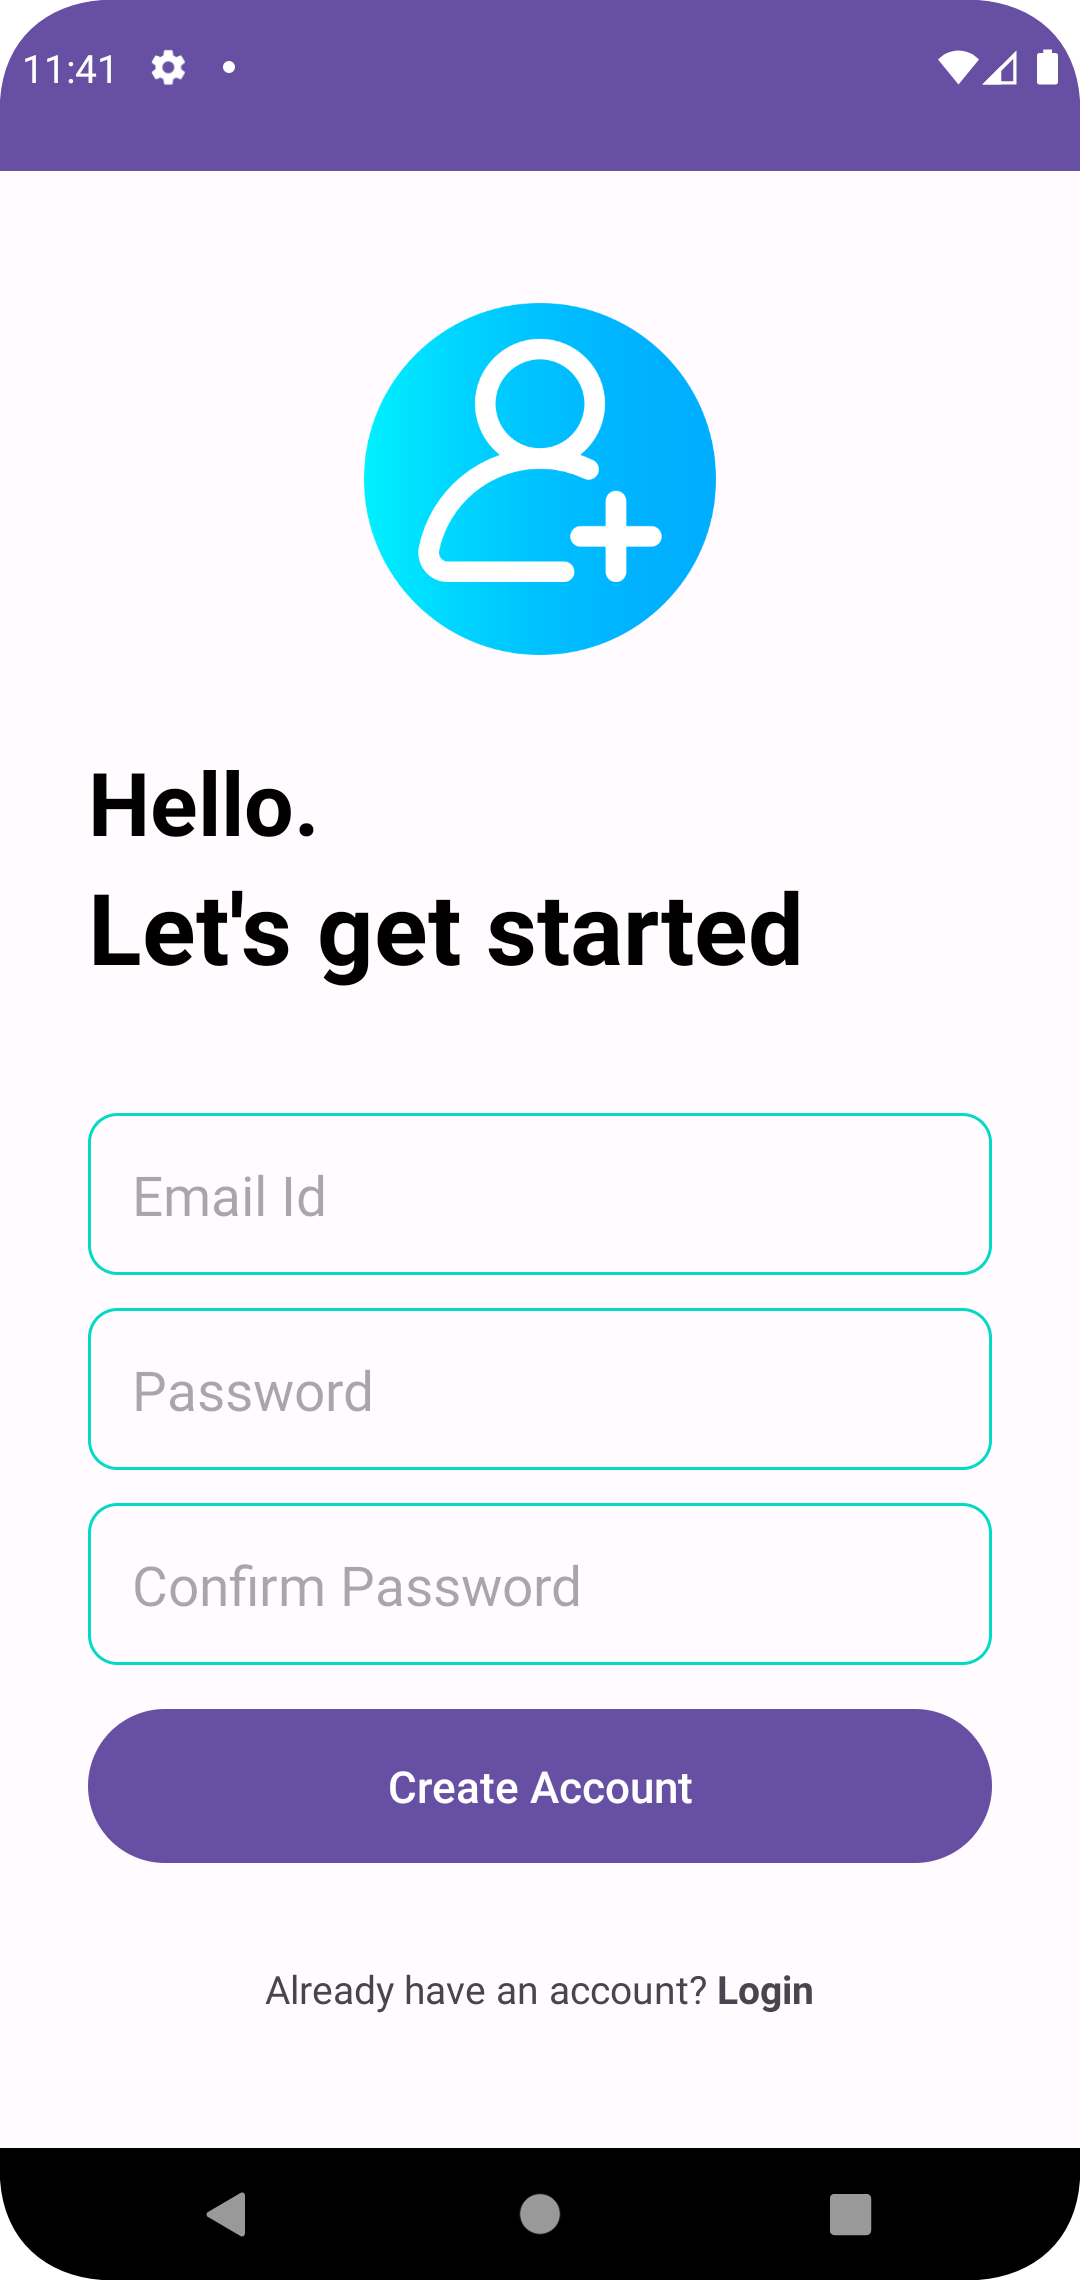 11:41
Hello.
Let's get started
Email Id
Password
Confirm Password
Create Account
Already have an account? Login